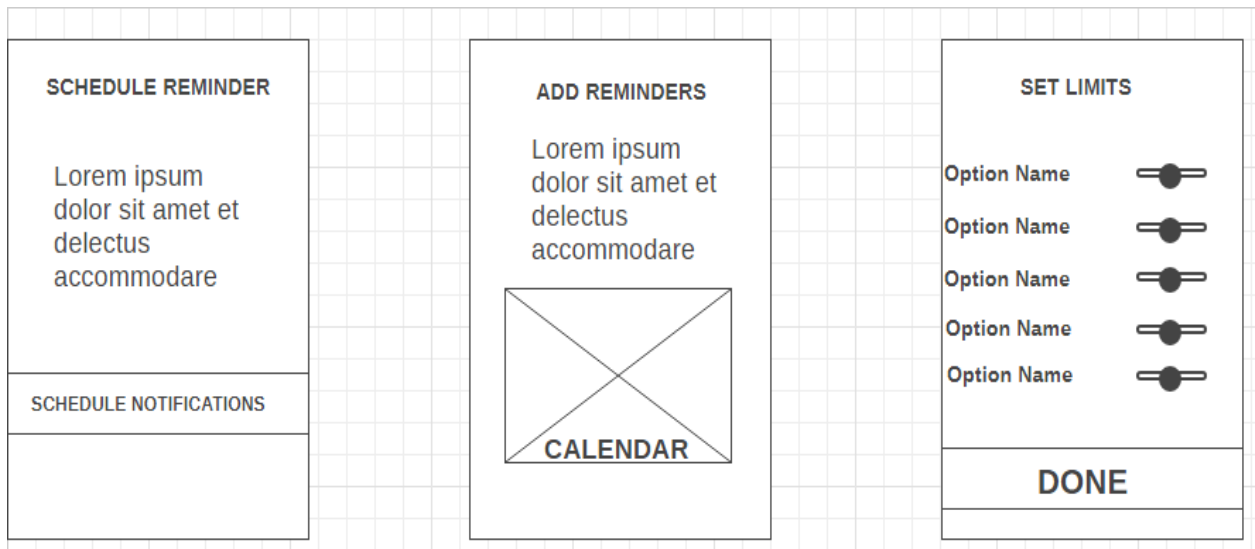 SCHEDULE REMINDER
Lorem ipsum
dolor sit amet et
delectus
accommodare
SCHEDULE NOTIFICATIONS
ADD REMINDERS
Lorem ipsum
dolor sit amet et
delectus
accommodare
CALENDAR
SET LIMITS
Option Name
Option Name
Option Name
Option Name
Option Name
DONE